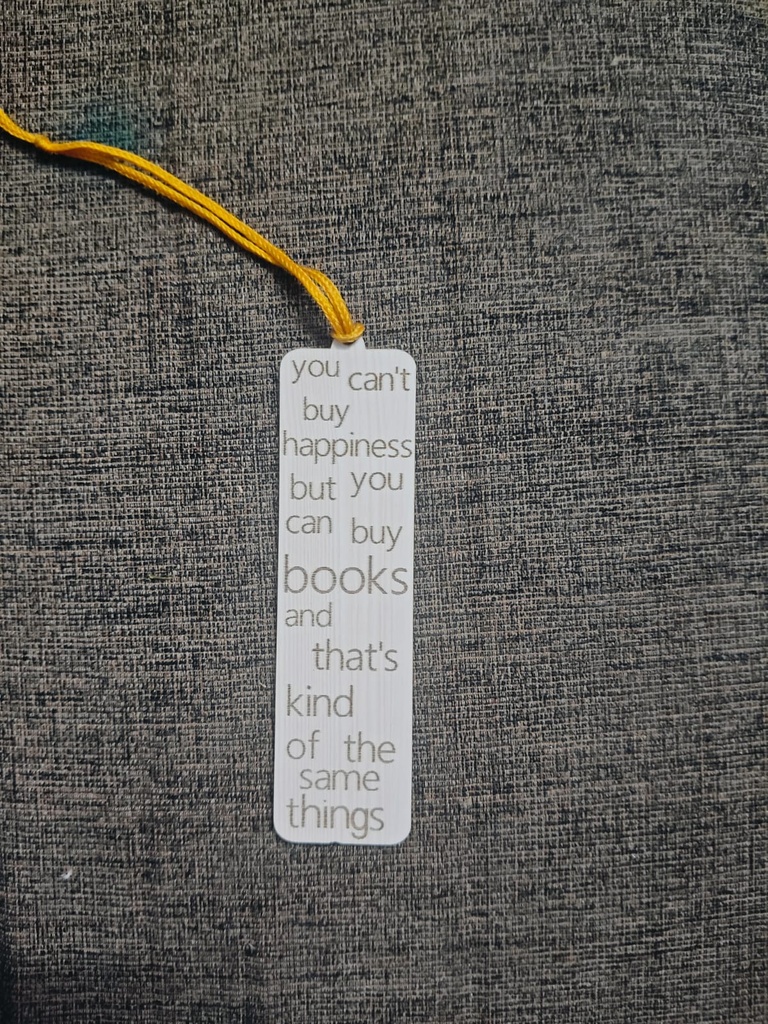 you can't
buy
happiness
but you
can buy
books
and
that's
kind
of the
same
things